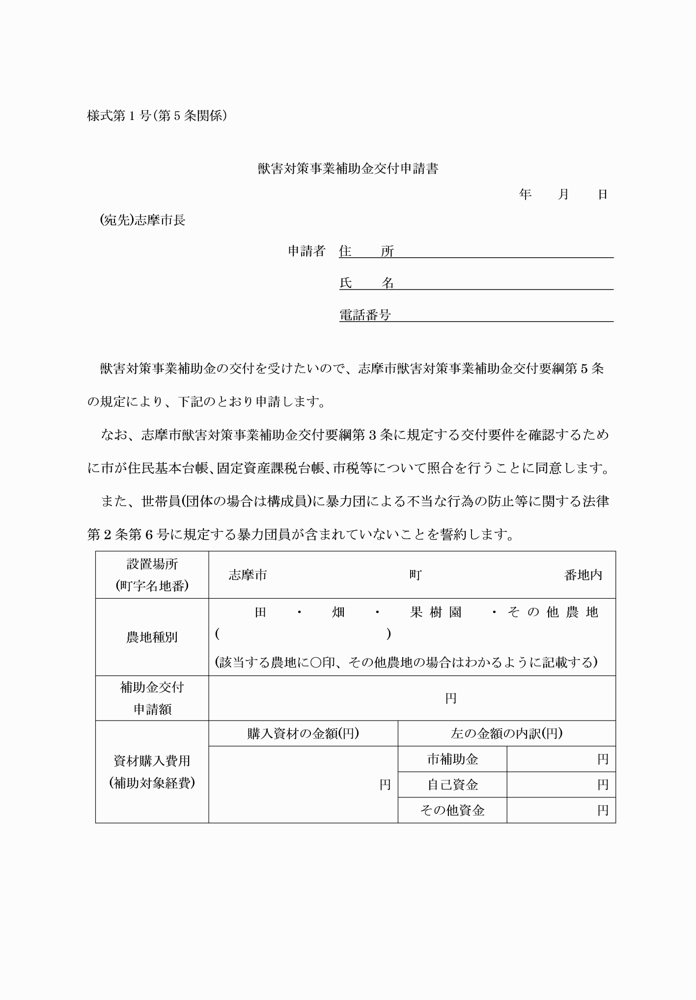 様式第1号(第5条関係)
獣害対策事業補助金交付申請書
年　　月　　日
(宛先)志摩市長
申請者　住　　所
氏　　名
電話番号
獣害対策事業補助金の交付を受けたいので、志摩市獣害対策事業補助金交付要綱第5条
の規定により、下記のとおり申請します。
なお、志摩市獣害対策事業補助金交付要綱第3条に規定する交付要件を確認するため
に市が住民基本台帳、固定資産課税台帳、市税等について照合を行うことに同意します。
また、世帯員(団体の場合は構成員)に暴力団による不当な行為の防止等に関する法律
第2条第6号に規定する暴力団員が含まれていないことを誓約します。
設置場所
(町字名地番)
志摩市　　町　　番地内
農地種別
田　・　畑　・　果樹園　・その他農地
(　　　　)
(該当する農地に○印、その他農地の場合はわかるように記載する)
補助金交付
申請額
円
資材購入費用
(補助対象経費)
購入資材の金額(円)
左の金額の内訳(円)
円
市補助金　円
自己資金　円
その他資金　円